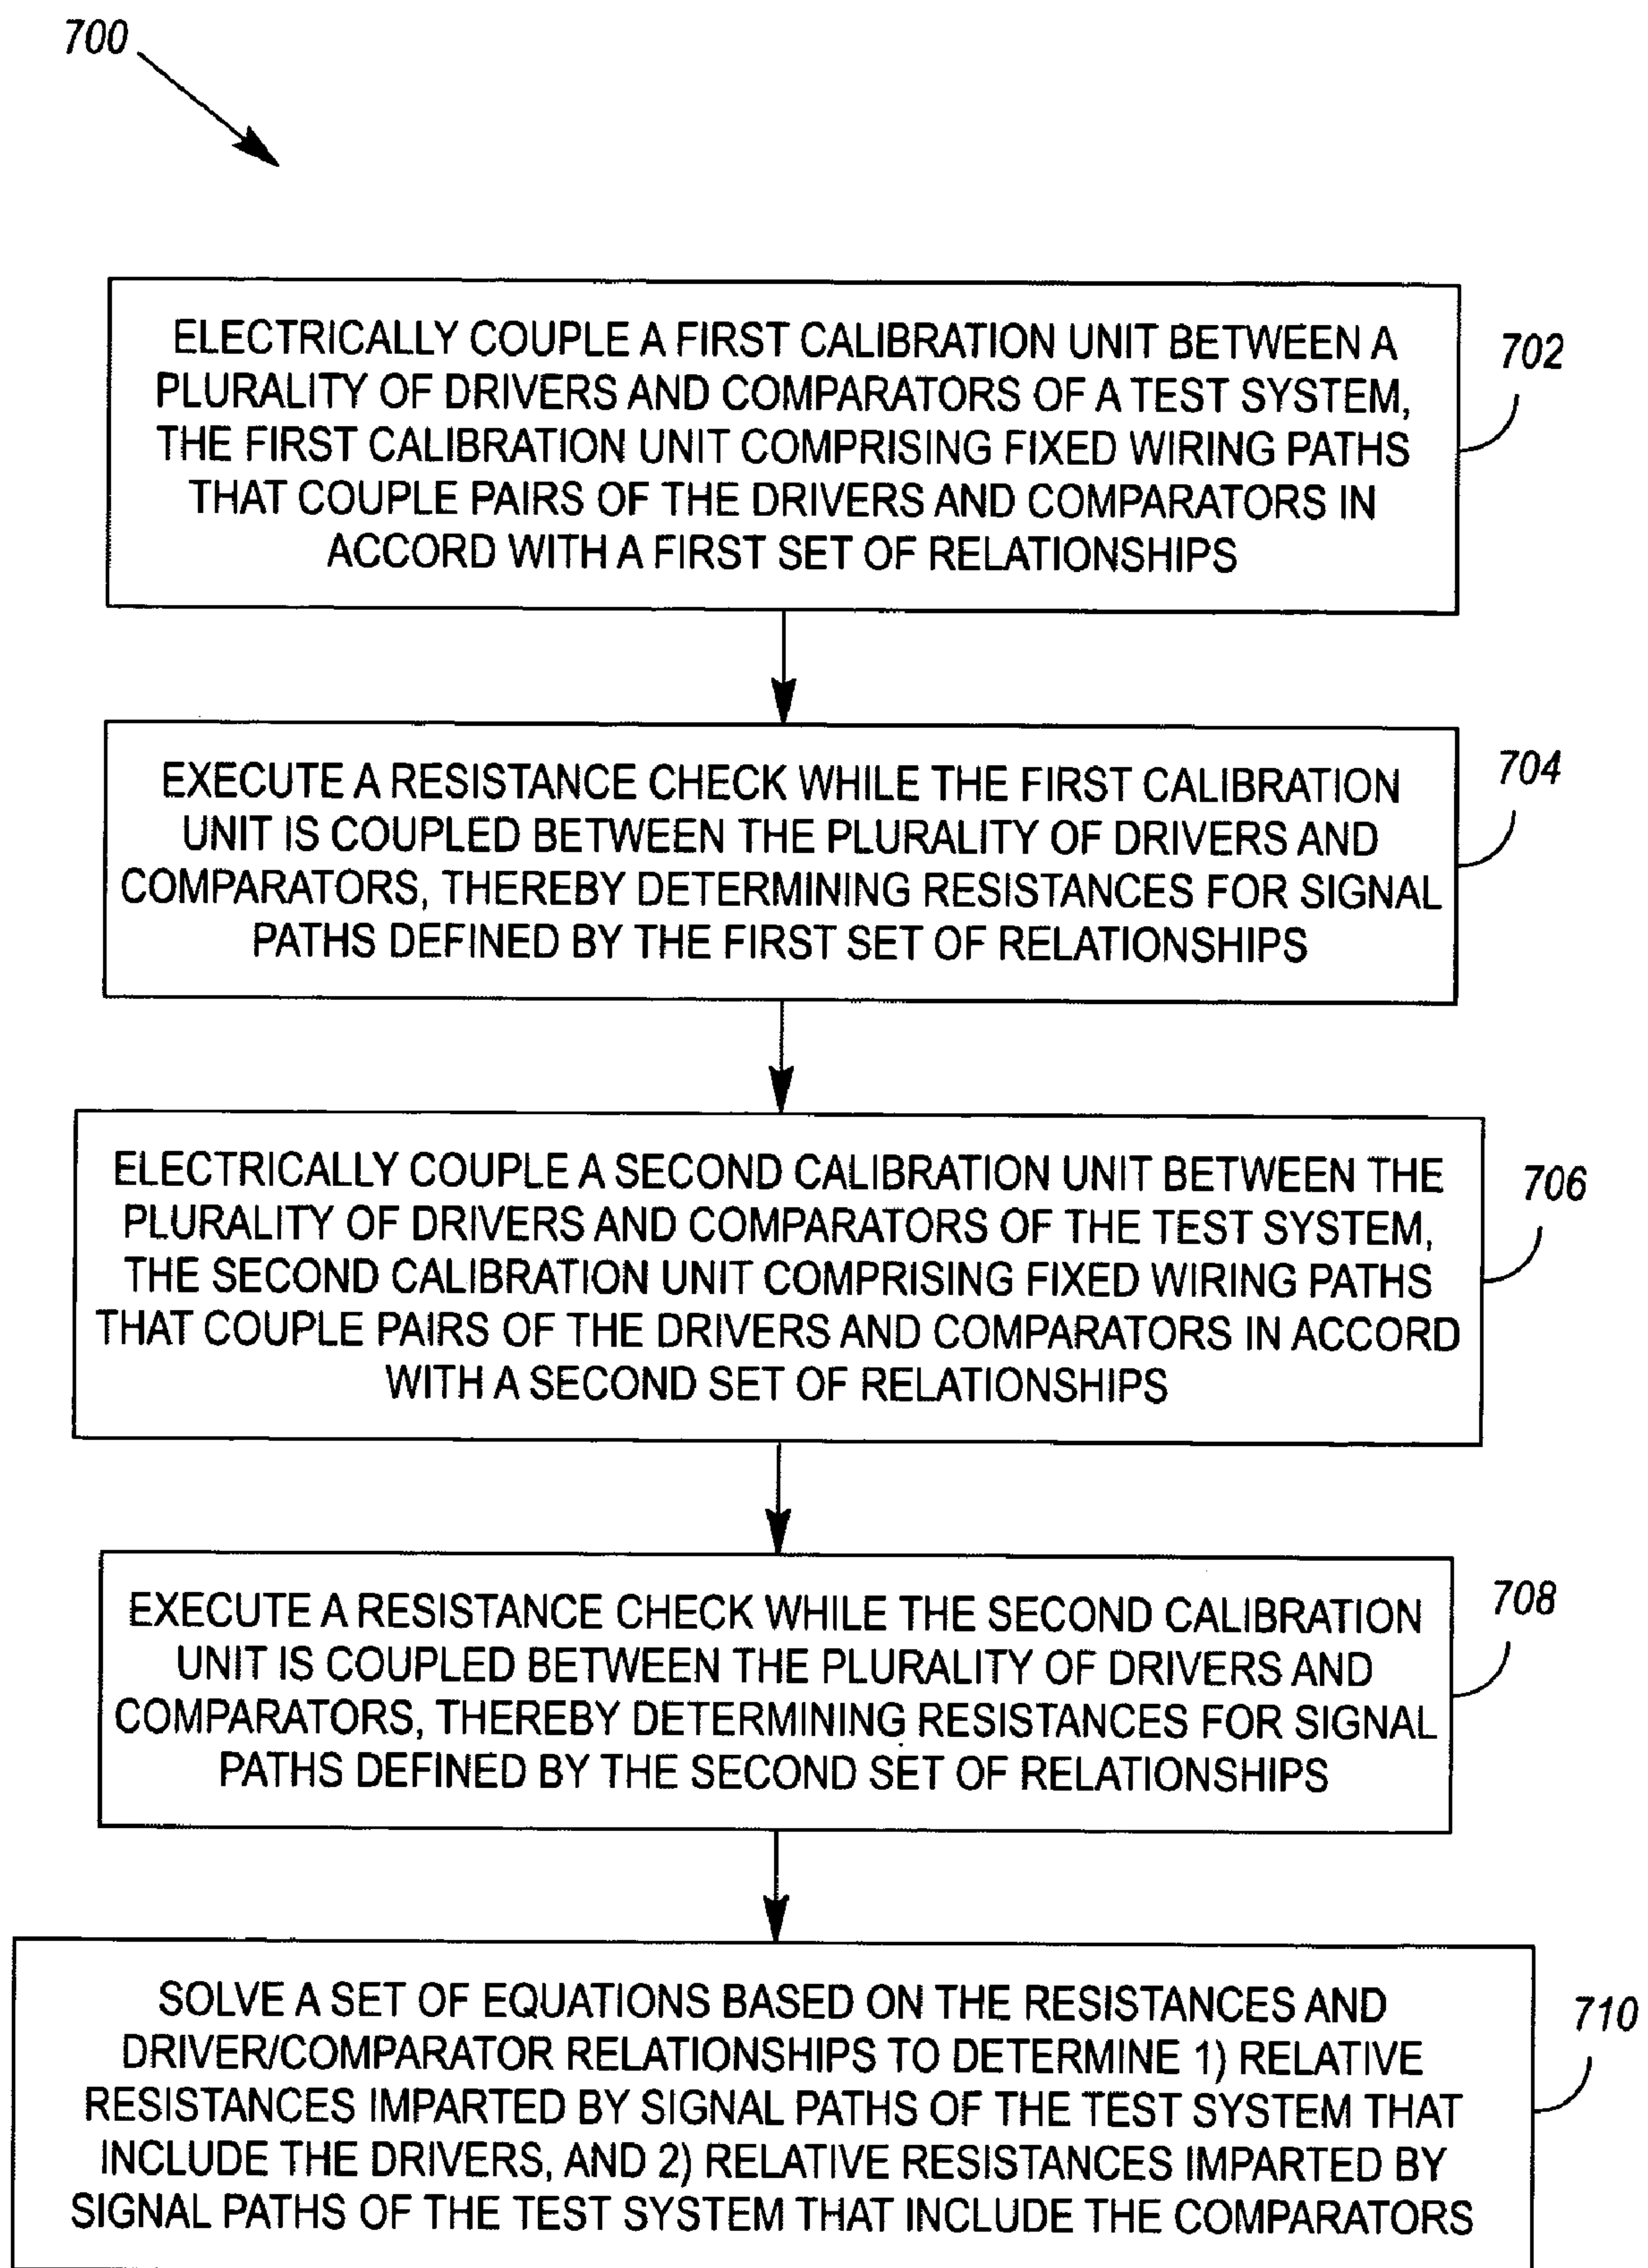 700
ELECTRICALLY COUPLE A FIRST CALIBRATION UNIT BETWEEN A
PLURALITY OF DRIVERS AND COMPARATORS OF A TEST SYSTEM,
THE FIRST CALIBRATION UNIT COMPRISING FIXED WIRING PATHS
THAT COUPLE PAIRS OF THE DRIVERS AND COMPARATORS IN
ACCORD WITH A FIRST SET OF RELATIONSHIPS
702
EXECUTE A RESISTANCE CHECK WHILE THE FIRST CALIBRATION
UNIT IS COUPLED BETWEEN THE PLURALITY OF DRIVERS AND
COMPARATORS, THEREBY DETERMINING RESISTANCES FOR SIGNAL
PATHS DEFINED BY THE FIRST SET OF RELATIONSHIPS
704
ELECTRICALLY COUPLE A SECOND CALIBRATION UNIT BETWEEN THE
PLURALITY OF DRIVERS AND COMPARATORS OF THE TEST SYSTEM,
THE SECOND CALIBRATION UNIT COMPRISING FIXED WIRING PATHS
THAT COUPLE PAIRS OF THE DRIVERS AND COMPARATORS IN ACCORD
WITH A SECOND SET OF RELATIONSHIPS
706
EXECUTE A RESISTANCE CHECK WHILE THE SECOND CALIBRATION
UNIT IS COUPLED BETWEEN THE PLURALITY OF DRIVERS AND
COMPARATORS, THEREBY DETERMINING RESISTANCES FOR SIGNAL
PATHS DEFINED BY THE SECOND SET OF RELATIONSHIPS
708
SOLVE A SET OF EQUATIONS BASED ON THE RESISTANCES AND
DRIVER/COMPARATOR RELATIONSHIPS TO DETERMINE 1) RELATIVE
RESISTANCES IMPARTED BY SIGNAL PATHS OF THE TEST SYSTEM THAT
INCLUDE THE DRIVERS, AND 2) RELATIVE RESISTANCES IMPARTED BY
SIGNAL PATHS OF THE TEST SYSTEM THAT INCLUDE THE COMPARATORS
710